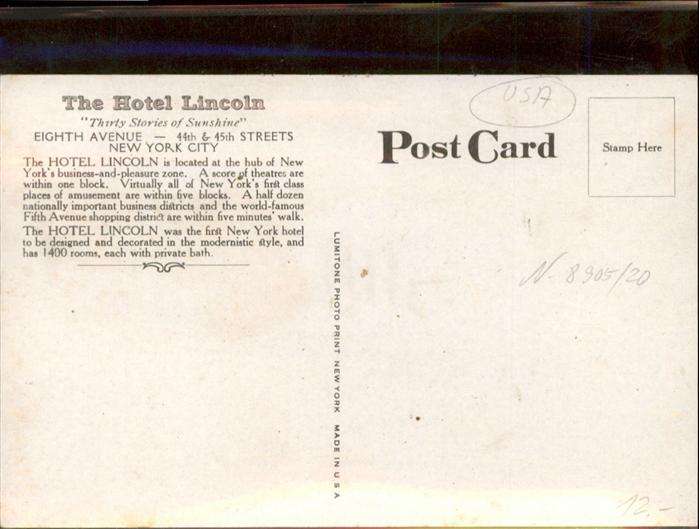 The Hotel Lincoln
"Thirty Stories of Sunshine"
EIGHTH AVENUE — 44th & 45th STREETS
NEW YORK CITY
The HOTEL LINCOLN is located at the hub of New
York's business-and-pleasure zone. A score of theatres are
within one block. Virtually all of New York's first class
places of amusement are within five blocks. A half dozen
nationally important business districts and the world-famous
Fifth Avenue shopping district are within five minutes' walk.
The HOTEL LINCOLN was the first New York hotel
to be designed and decorated in the modernistic style, and
has 1400 rooms, each with private bath.
LUMITONE PHOTO PRINT NEW YORK MADE IN U S A
USA
Post Card
Stamp Here
N- 8905/20
12.-